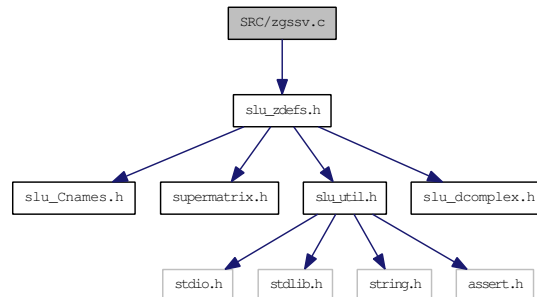 SRC/zgssv.c
slu_zdefs.h
slu_Cnames.h
supermatrix.h
slu_util.h
slu_dcomplex.h
stdio.h
stdlib.h
string.h
assert.h